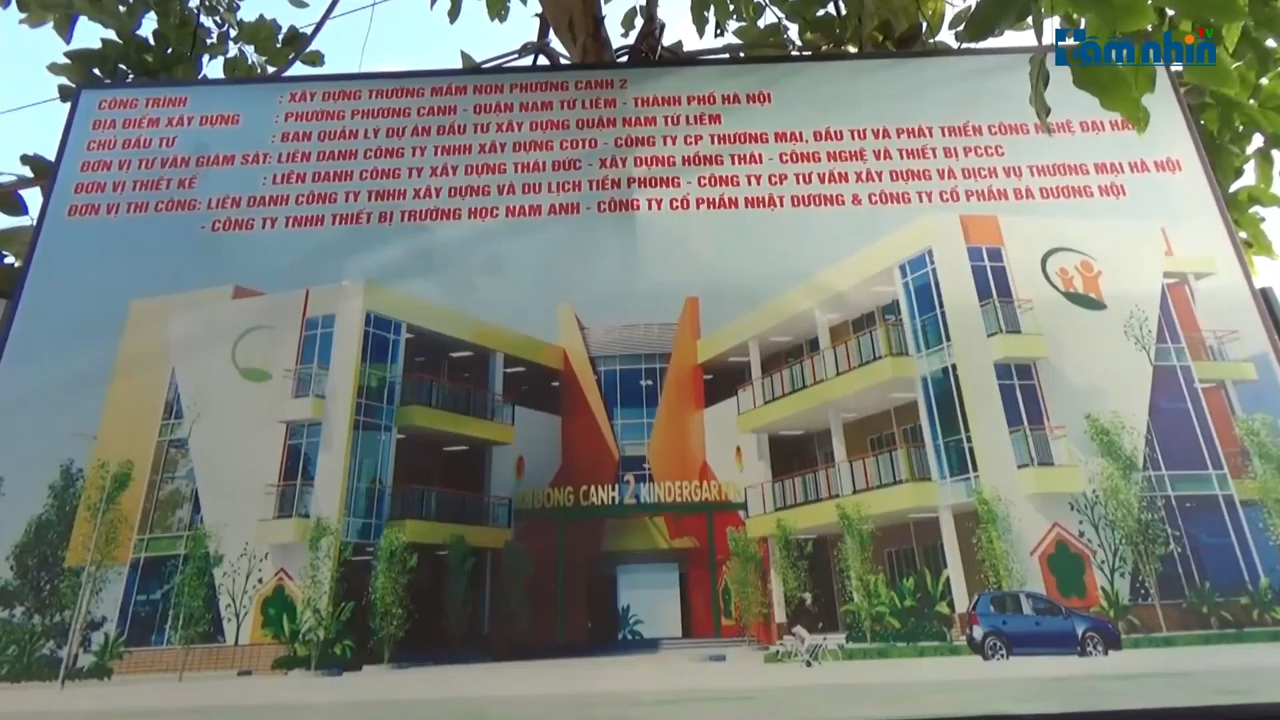 TV
Tầm nhìn
CÔNG TRÌNH : XÂY DỰNG TRƯỜNG MẦM NON PHƯƠNG CANH 2
ĐỊA ĐIỂM XÂY DỰNG : PHƯỜNG PHƯƠNG CANH - QUẬN NAM TỪ LIÊM - THÀNH PHỐ HÀ NỘI
CHỦ ĐẦU TƯ : BAN QUẢN LÝ DỰ ÁN ĐẦU TƯ XÂY DỰNG QUẬN NAM TỪ LIÊM
ĐƠN VỊ TƯ VẤN GIÁM SÁT: LIÊN DANH CÔNG TY TNHH XÂY DỰNG COTO - CÔNG TY CP THƯƠNG MẠI, ĐẦU TƯ VÀ PHÁT TRIỂN CÔNG NGHỆ ĐẠI
ĐƠN VỊ THIẾT KẾ : LIÊN DANH CÔNG TY XÂY DỰNG THÁI ĐỨC - XÂY DỰNG HỒNG THÁI - CÔNG NGHỆ VÀ THIẾT BỊ PCCC
ĐƠN VỊ THI CÔNG: LIÊN DANH CÔNG TY TNHH XÂY DỰNG VÀ DU LỊCH TIỀN PHONG - CÔNG TY CP TƯ VẤN XÂY DỰNG VÀ DỊCH VỤ THƯƠNG MẠI HÀ NỘI
- CÔNG TY TNHH THIẾT BỊ TRƯỜNG HỌC NAM ANH - CÔNG TY CỔ PHẦN NHẬT DƯƠNG & CÔNG TY CỔ PHẦN BÁ DƯƠNG NỘI
CANH 2